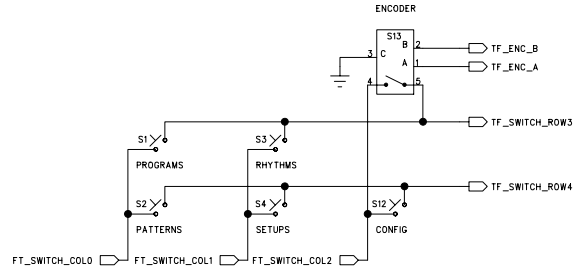 ENCODER
S13
B 2
3 C
A 1
4 5
TF_ENC_B
TF_ENC_A
TF_SWITCH_ROW3
S1 S3
PROGRAMS RHYTHMS
TF_SWITCH_ROW4
S2 S4 S12
PATTERNS SETUPS CONFIG
FT_SWITCH_COL0 FT_SWITCH_COL1 FT_SWITCH_COL2